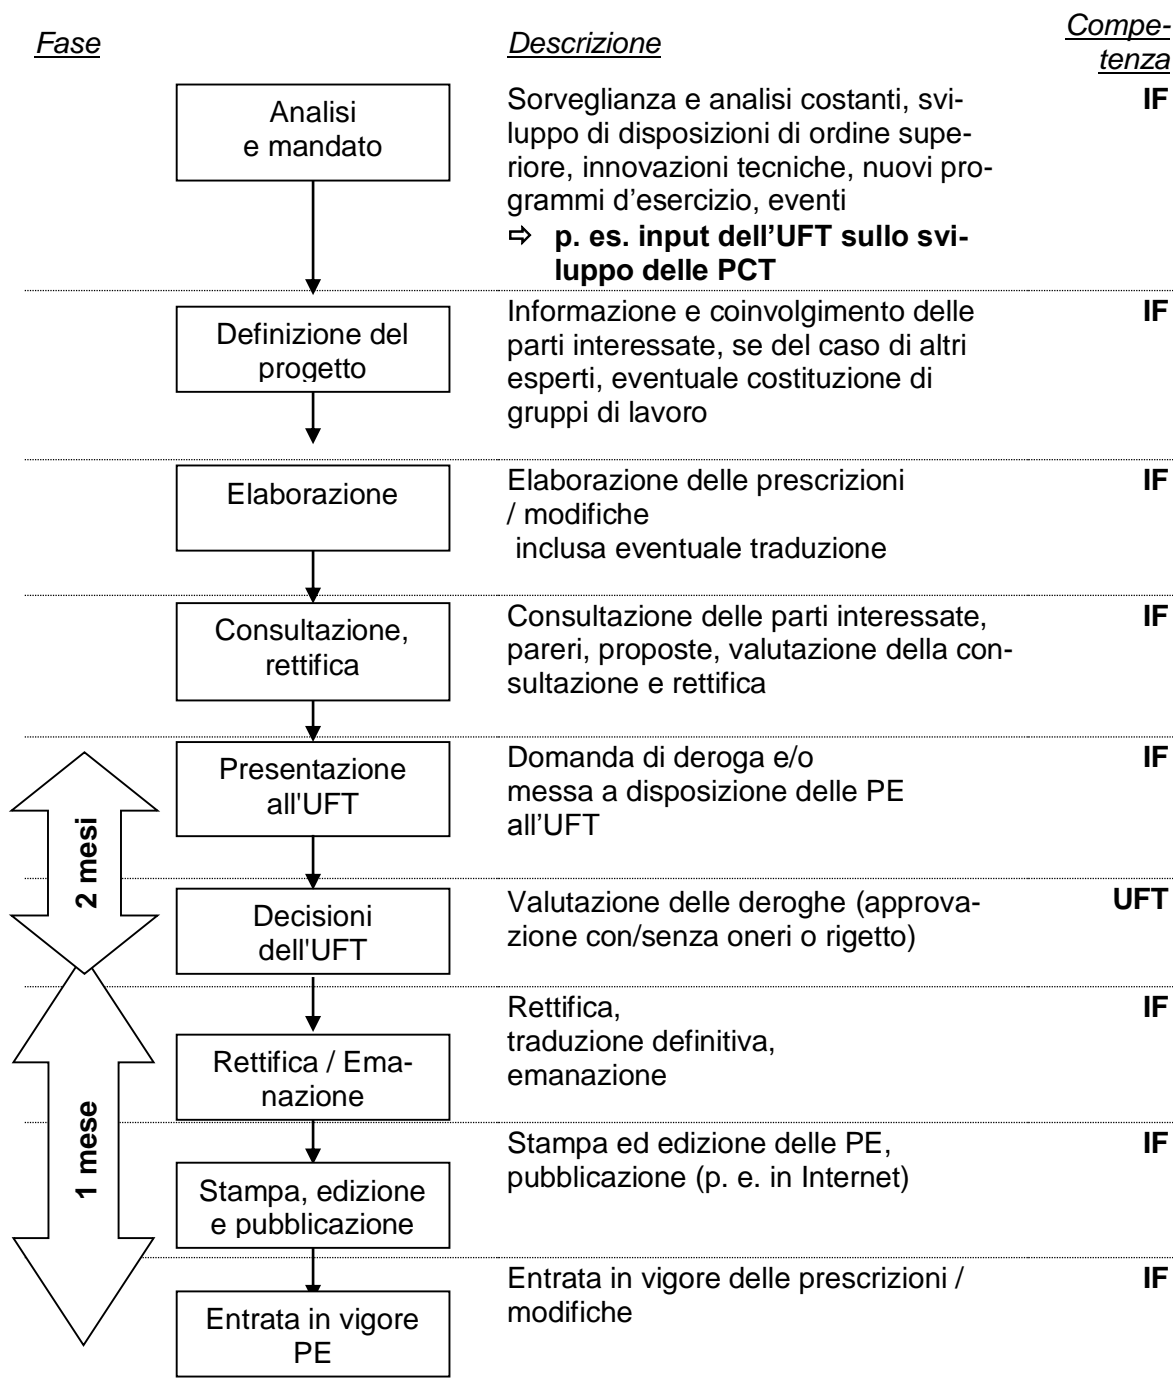 Fase
Descrizione
Compe-
tenza
Analisi
e mandato
Sorveglianza e analisi costanti, svi-
luppo di disposizioni di ordine supe-
riore, innovazioni tecniche, nuovi pro-
grammi d’esercizio, eventi
⇨ p. es. input dell’UFT sullo svi-
luppo delle PCT
IF
Definizione del
progetto
Informazione e coinvolgimento delle
parti interessate, se del caso di altri
esperti, eventuale costituzione di
gruppi di lavoro
IF
Elaborazione
Elaborazione delle prescrizioni
/ modifiche
inclusa eventuale traduzione
IF
Consultazione,
rettifica
Consultazione delle parti interessate,
pareri, proposte, valutazione della con-
sultazione e rettifica
IF
2 mesi
Presentazione
all'UFT
Domanda di deroga e/o
messa a disposizione delle PE
all’UFT
IF
Decisioni
dell'UFT
Valutazione delle deroghe (approva-
zione con/senza oneri o rigetto)
UFT
1 mese
Rettifica / Ema-
nazione
Rettifica,
traduzione definitiva,
emanazione
IF
Stampa, edizione
e pubblicazione
Stampa ed edizione delle PE,
pubblicazione (p. e. in Internet)
IF
Entrata in vigore
PE
Entrata in vigore delle prescrizioni /
modifiche
IF